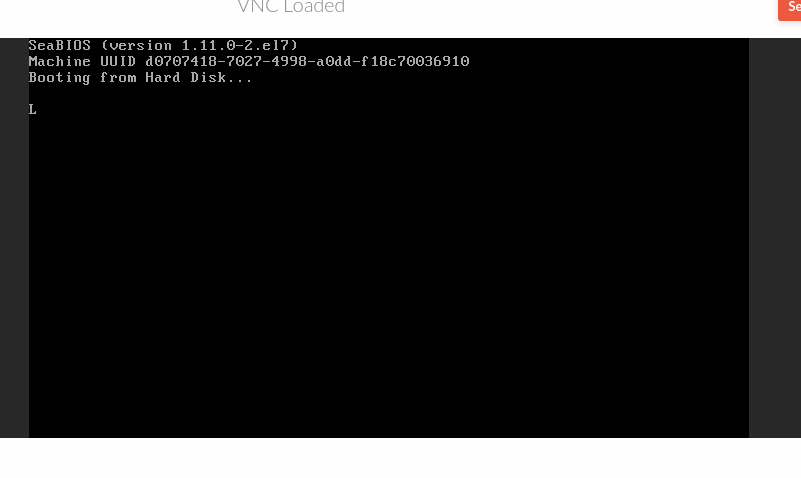 VNC Loaded
Se
SeaBIOS (version 1.11.0-2.el7)
Machine UUID d0707418-7027-4998-a0dd-f18c70036910
Booting from Hard Disk...
L